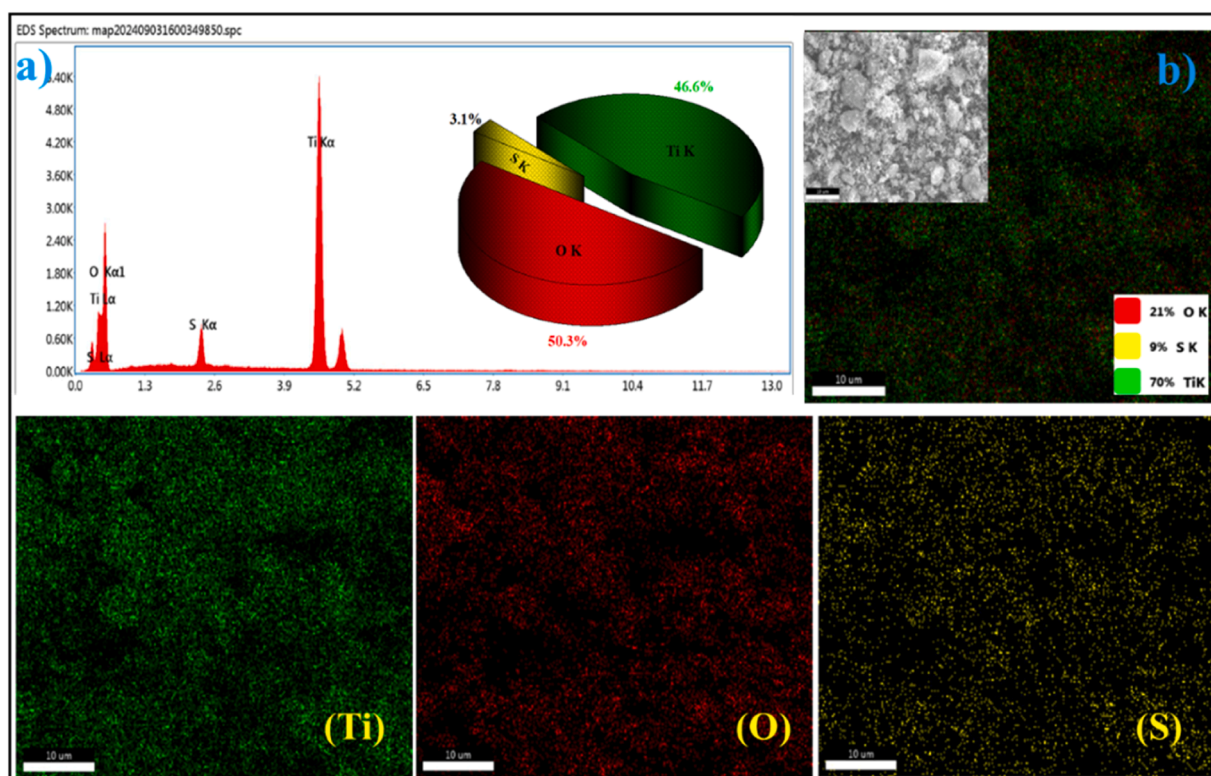 EDS Spectrum: map202409031600349850.spc
a)
5.40K
4.80K
4.20K
3.60K
3.00K
2.40K
1.80K
1.20K
0.60K
0.00K
O Kα1
Ti Lα
S Lα
S Kα
Ti Kα
0.0 1.3 2.6 3.9 5.2 6.5 7.8 9.1 10.4 11.7 13.0
46.6%
3.1%
Ti K
S K
O K
50.3%
b)
21% O K
9% S K
70% TiK
10 um
(Ti)
10 um
(O)
10 um
(S)
10 um